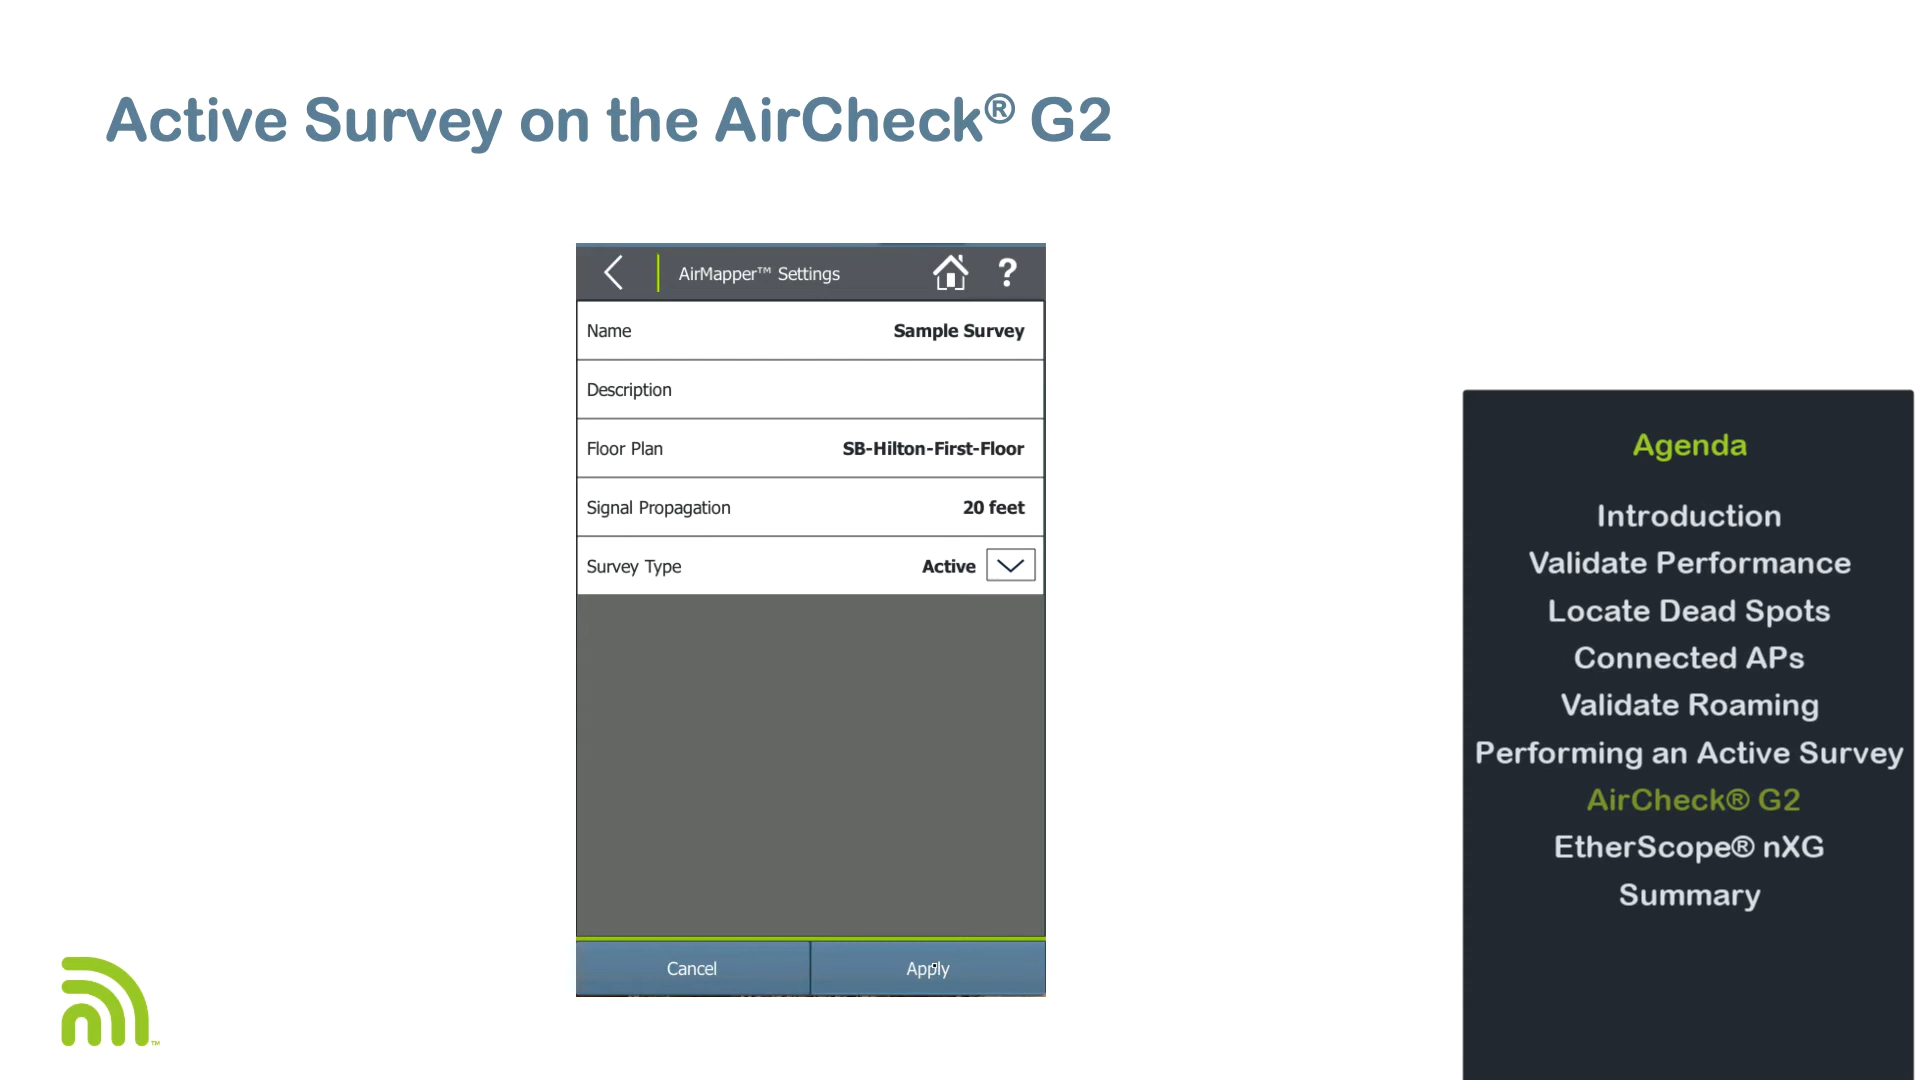 Active Survey on the AirCheck® G2
AirMapper™ Settings
?
Name Sample Survey
Description
Floor Plan SB-Hilton-First-Floor
Signal Propagation 20 feet
Survey Type Active
Cancel Apply
Agenda
Introduction
Validate Performance
Locate Dead Spots
Connected APs
Validate Roaming
Performing an Active Survey
AirCheck® G2
EtherScope® nXG
Summary
™